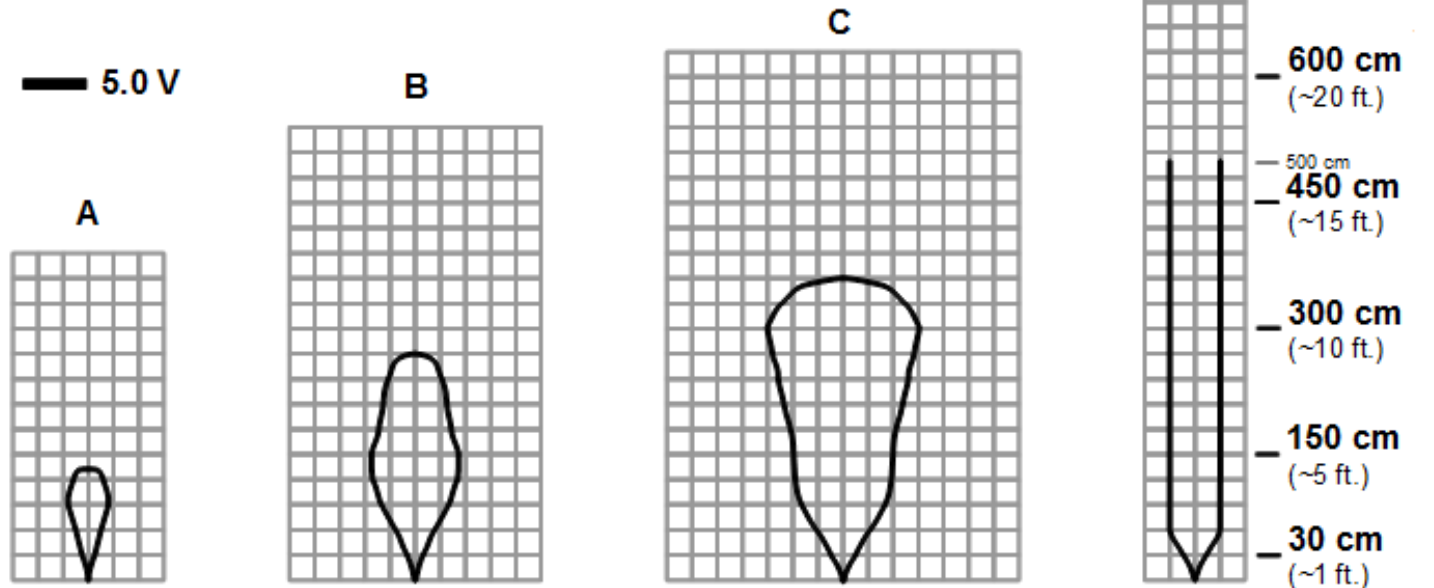 C
600 cm
(~20 ft.)
5.0 V
B
500 cm
450 cm
(~15 ft.)
A
300 cm
(~10 ft.)
150 cm
(~5 ft.)
30 cm
(~1 ft.)